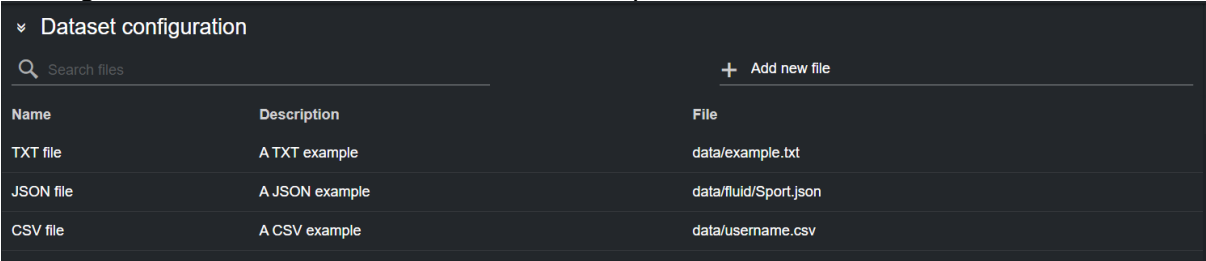 Dataset configuration
Search files
Add new file
Name Description File
TXT file A TXT example data/example.txt
JSON file A JSON example data/fluid/Sport.json
CSV file A CSV example data/username.csv